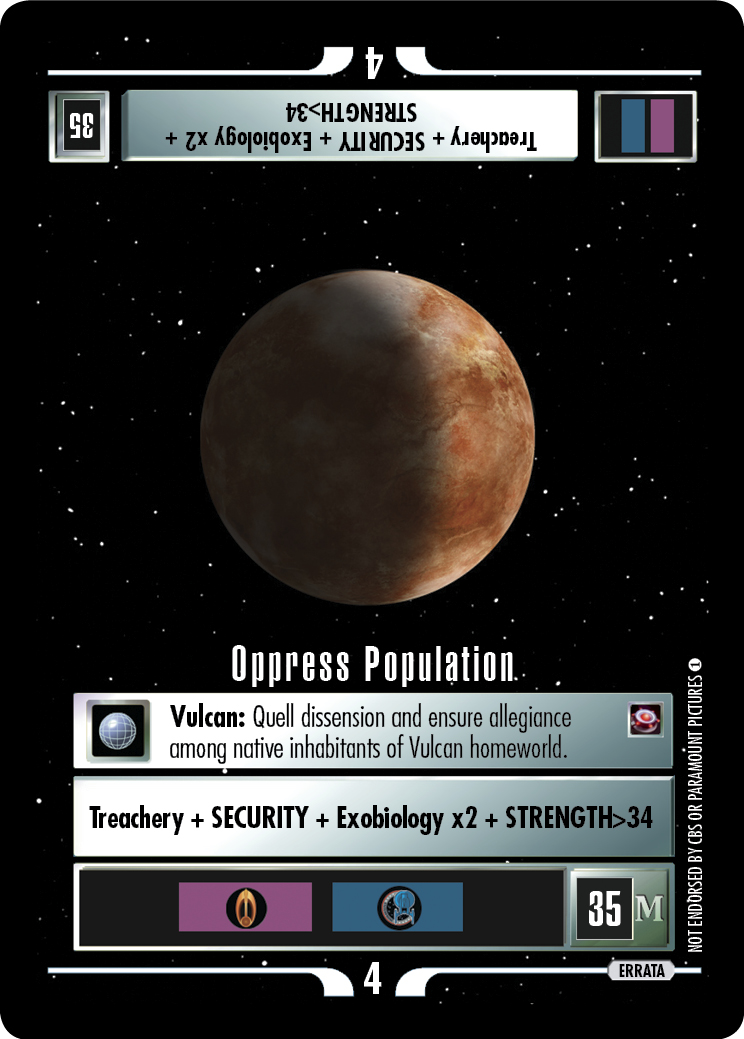 4
35
Treachery + SECURITY + Exobiology x2 +
STRENGTH>34
Oppress Population
Vulcan: Quell dissension and ensure allegiance
among native inhabitants of Vulcan homeworld.
Treachery + SECURITY + Exobiology x2 + STRENGTH>34
35 M
4
ERRATA
NOT ENDORSED BY CBS OR PARAMOUNT PICTURES 1